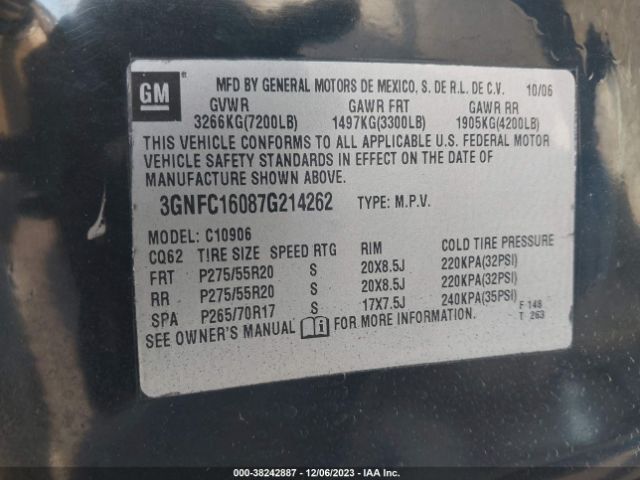 GM
MFD BY GENERAL MOTORS DE MEXICO, S. DE R.L. DE C.V. 10/06
GVWR GAWR FRT GAWR RR
3266KG(7200LB) 1497KG(3300LB) 1905KG(4200LB)
THIS VEHICLE CONFORMS TO ALL APPLICABLE U.S. FEDERAL MOTOR
VEHICLE SAFETY STANDARDS IN EFFECT ON THE DATE OF
MANUFACTURE SHOWN ABOVE.
3GNFC16087G214262 TYPE: M.P.V.
MODEL: C10906
CQ62 TIRE SIZE SPEED RTG RIM COLD TIRE PRESSURE
FRT P275/55R20 S 20X8.5J 220KPA(32PSI)
RR P275/55R20 S 20X8.5J 220KPA(32PSI)
SPA P265/70R17 S 17X7.5J 240KPA(35PSI)
F 148
SEE OWNER'S MANUAL i FOR MORE INFORMATION. T 263
000-38242887 - 12/06/2023 - IAA Inc.